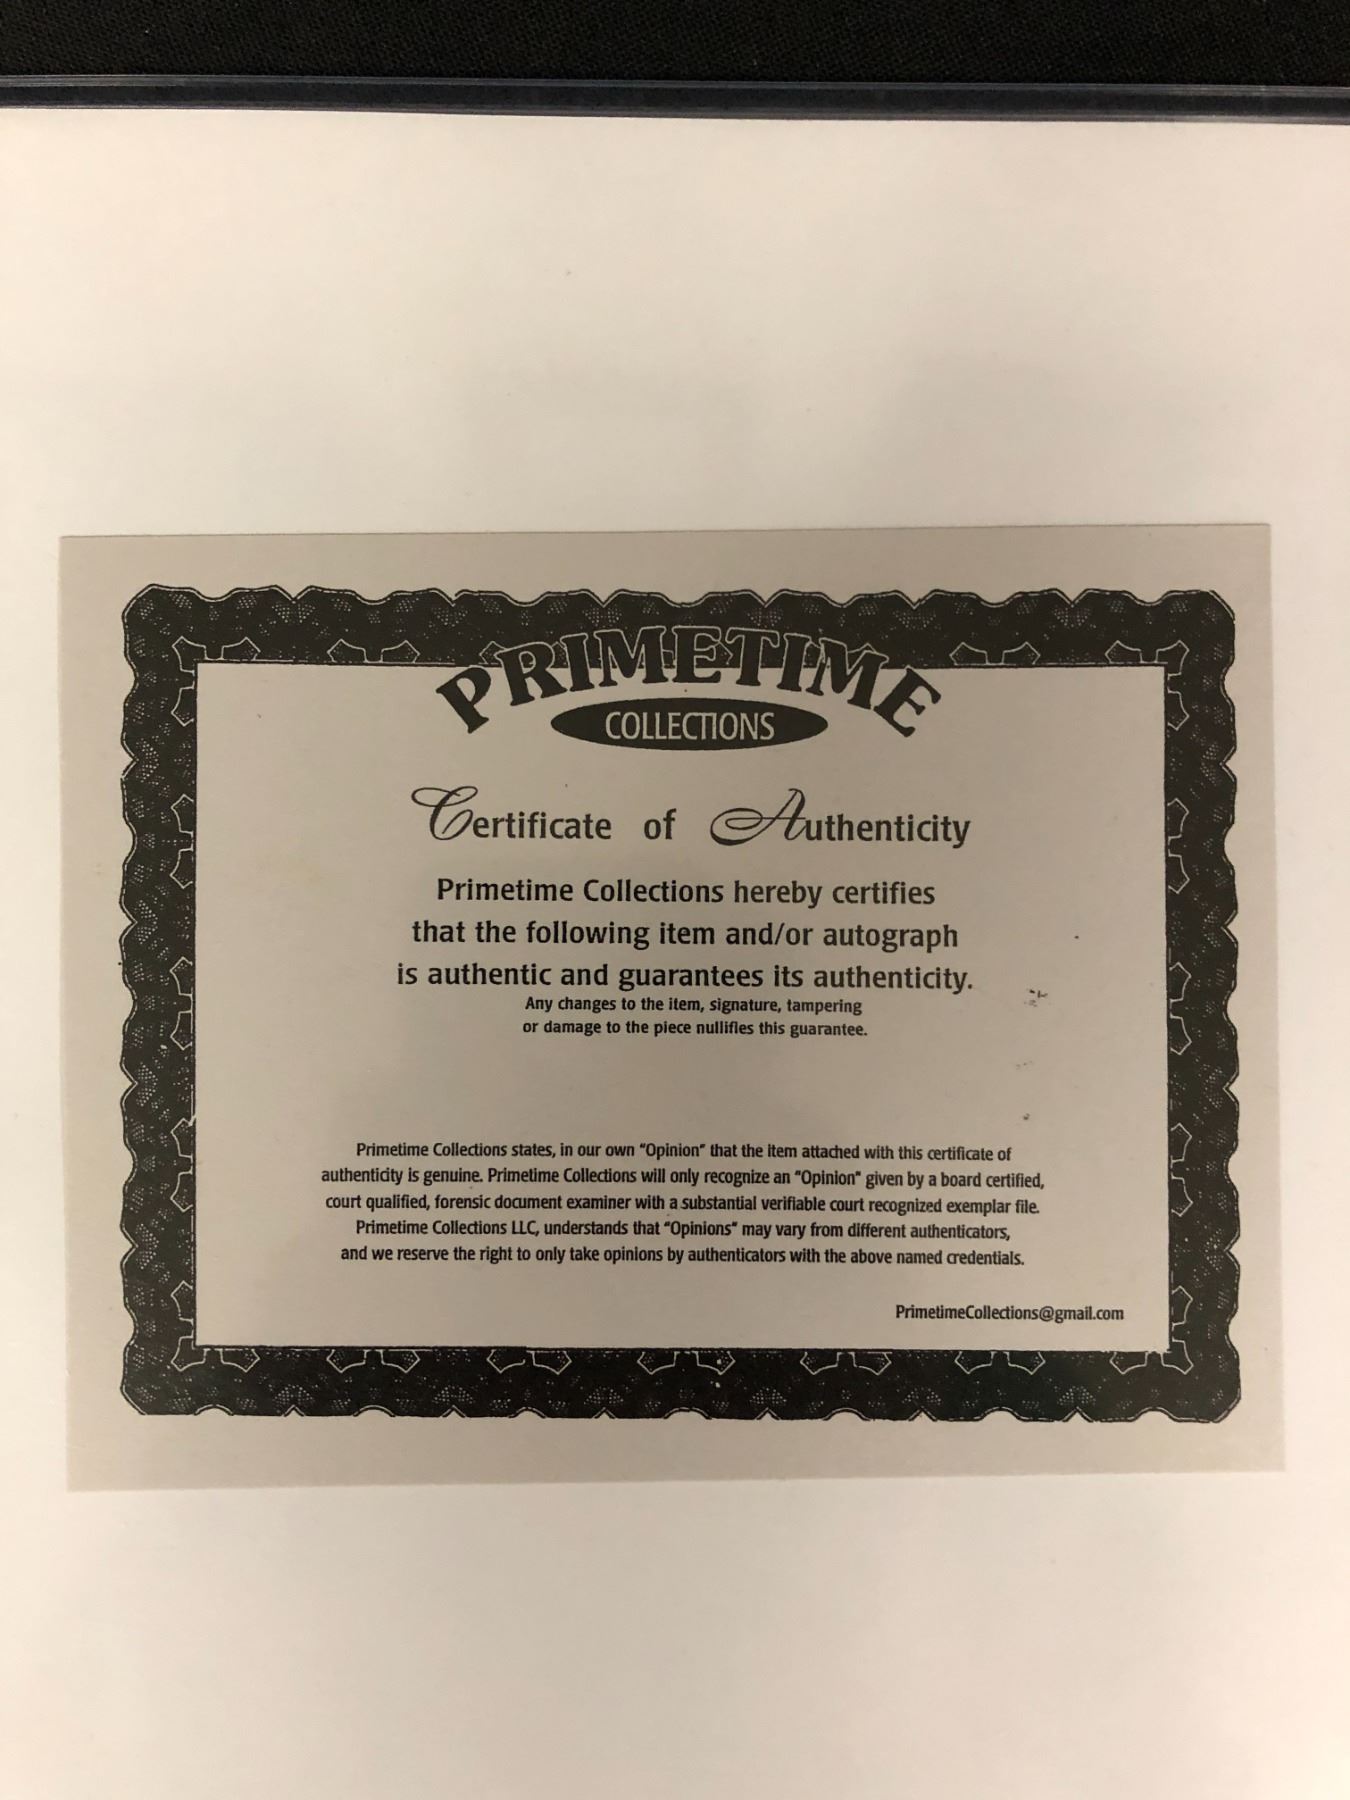 PRIMETIME
COLLECTIONS
Certificate of Authenticity
Primetime Collections hereby certifies
that the following item and/or autograph
is authentic and guarantees its authenticity.
Any changes to the item, signature, tampering
or damage to the piece nullifies this guarantee.
Primetime Collections states, in our own "Opinion" that the item attached with this certificate of
authenticity is genuine. Primetime Collections will only recognize an "Opinion" given by a board certified,
court qualified, forensic document examiner with a substantial verifiable court recognized exemplar file.
Primetime Collections LLC, understands that "Opinions" may vary from different authenticators,
and we reserve the right to only take opinions by authenticators with the above named credentials.
PrimetimeCollections@gmail.com